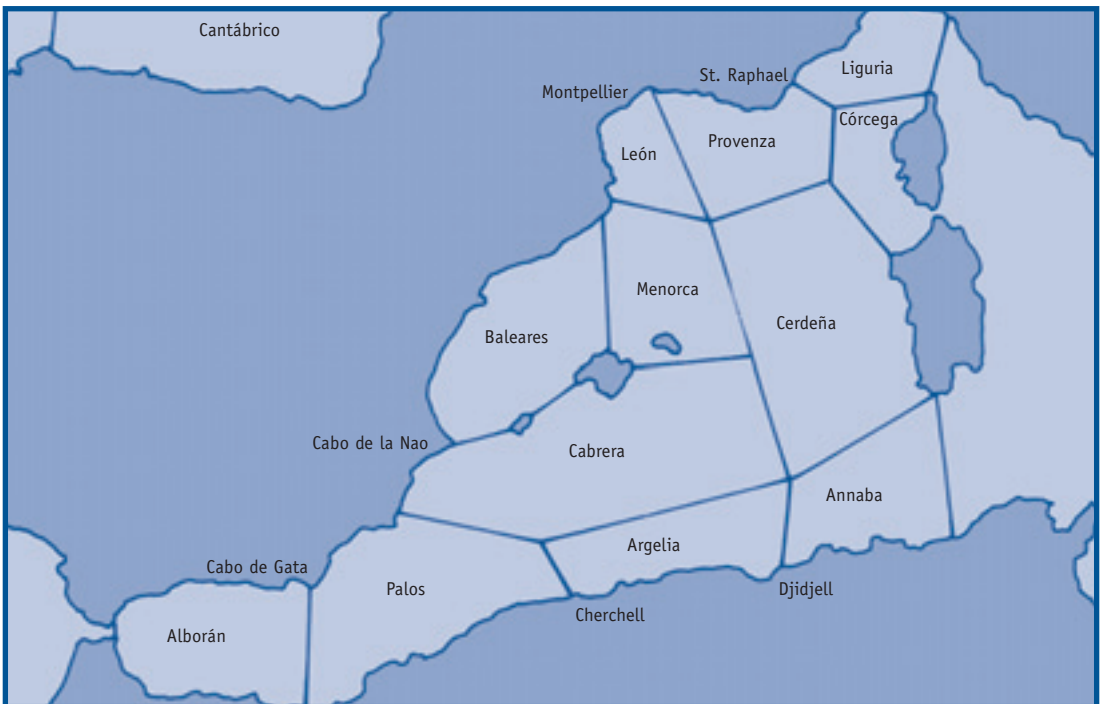 Cantábrico
Liguria
St. Raphael
Montpellier
Córcega
Provenza
León
Menorca
Cerdeña
Baleares
Cabo de la Nao
Cabrera
Annaba
Argelia
Cabo de Gata
Palos
Djidjell
Cherchell
Alborán